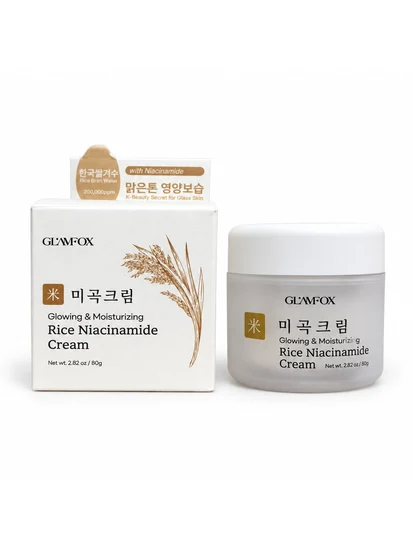 한국쌀겨수
Rice Bran Water
260,000ppm
with Niacinamide
맑은톤 영양보습
K-Beauty Secret for Glass Skin
GLAMFOX
米 미곡크림
Glowing & Moisturizing
Rice Niacinamide
Cream
Net wt. 2.82 oz / 80g
GLAMFOX
米 미곡크림
Glowing & Moisturizing
Rice Niacinamide
Cream Net wt. 2.82 oz / 80g